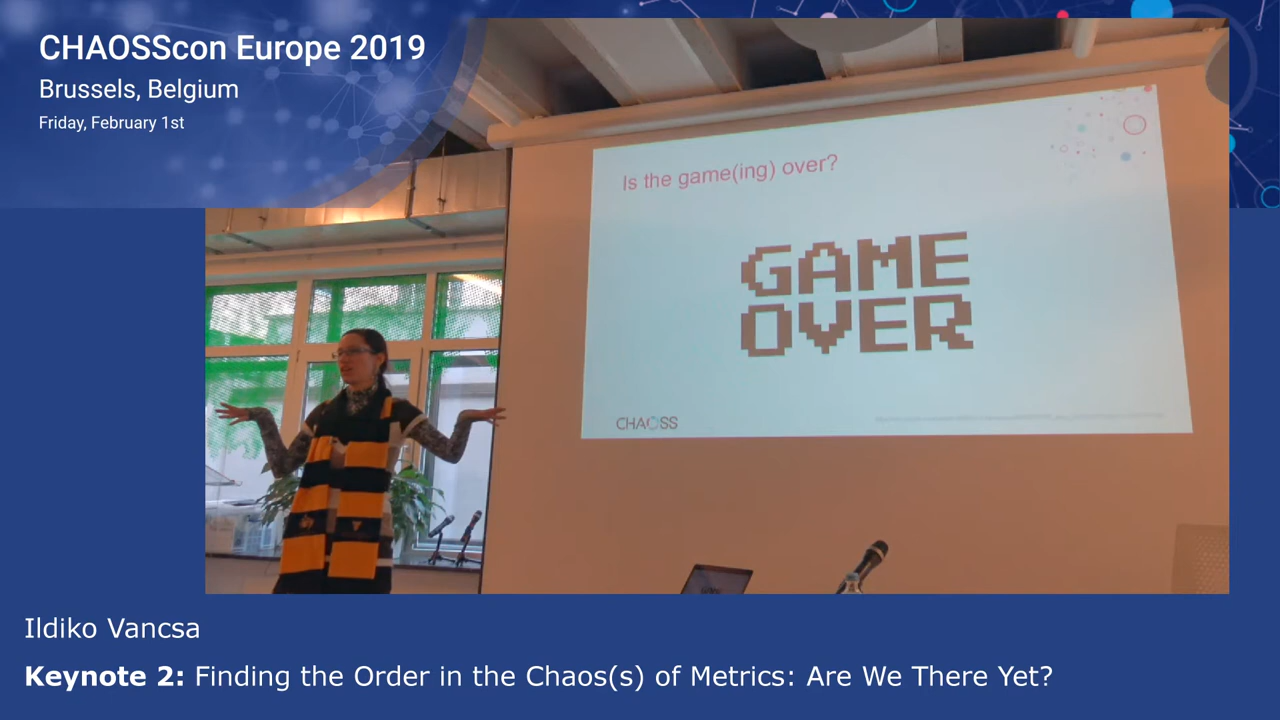 CHAOSScon Europe 2019
Brussels, Belgium
Friday, February 1st
Is the game(ing) over?
GAME
OVER
CHAOSS
Ildiko Vancsa
Keynote 2: Finding the Order in the Chaos(s) of Metrics: Are We There Yet?